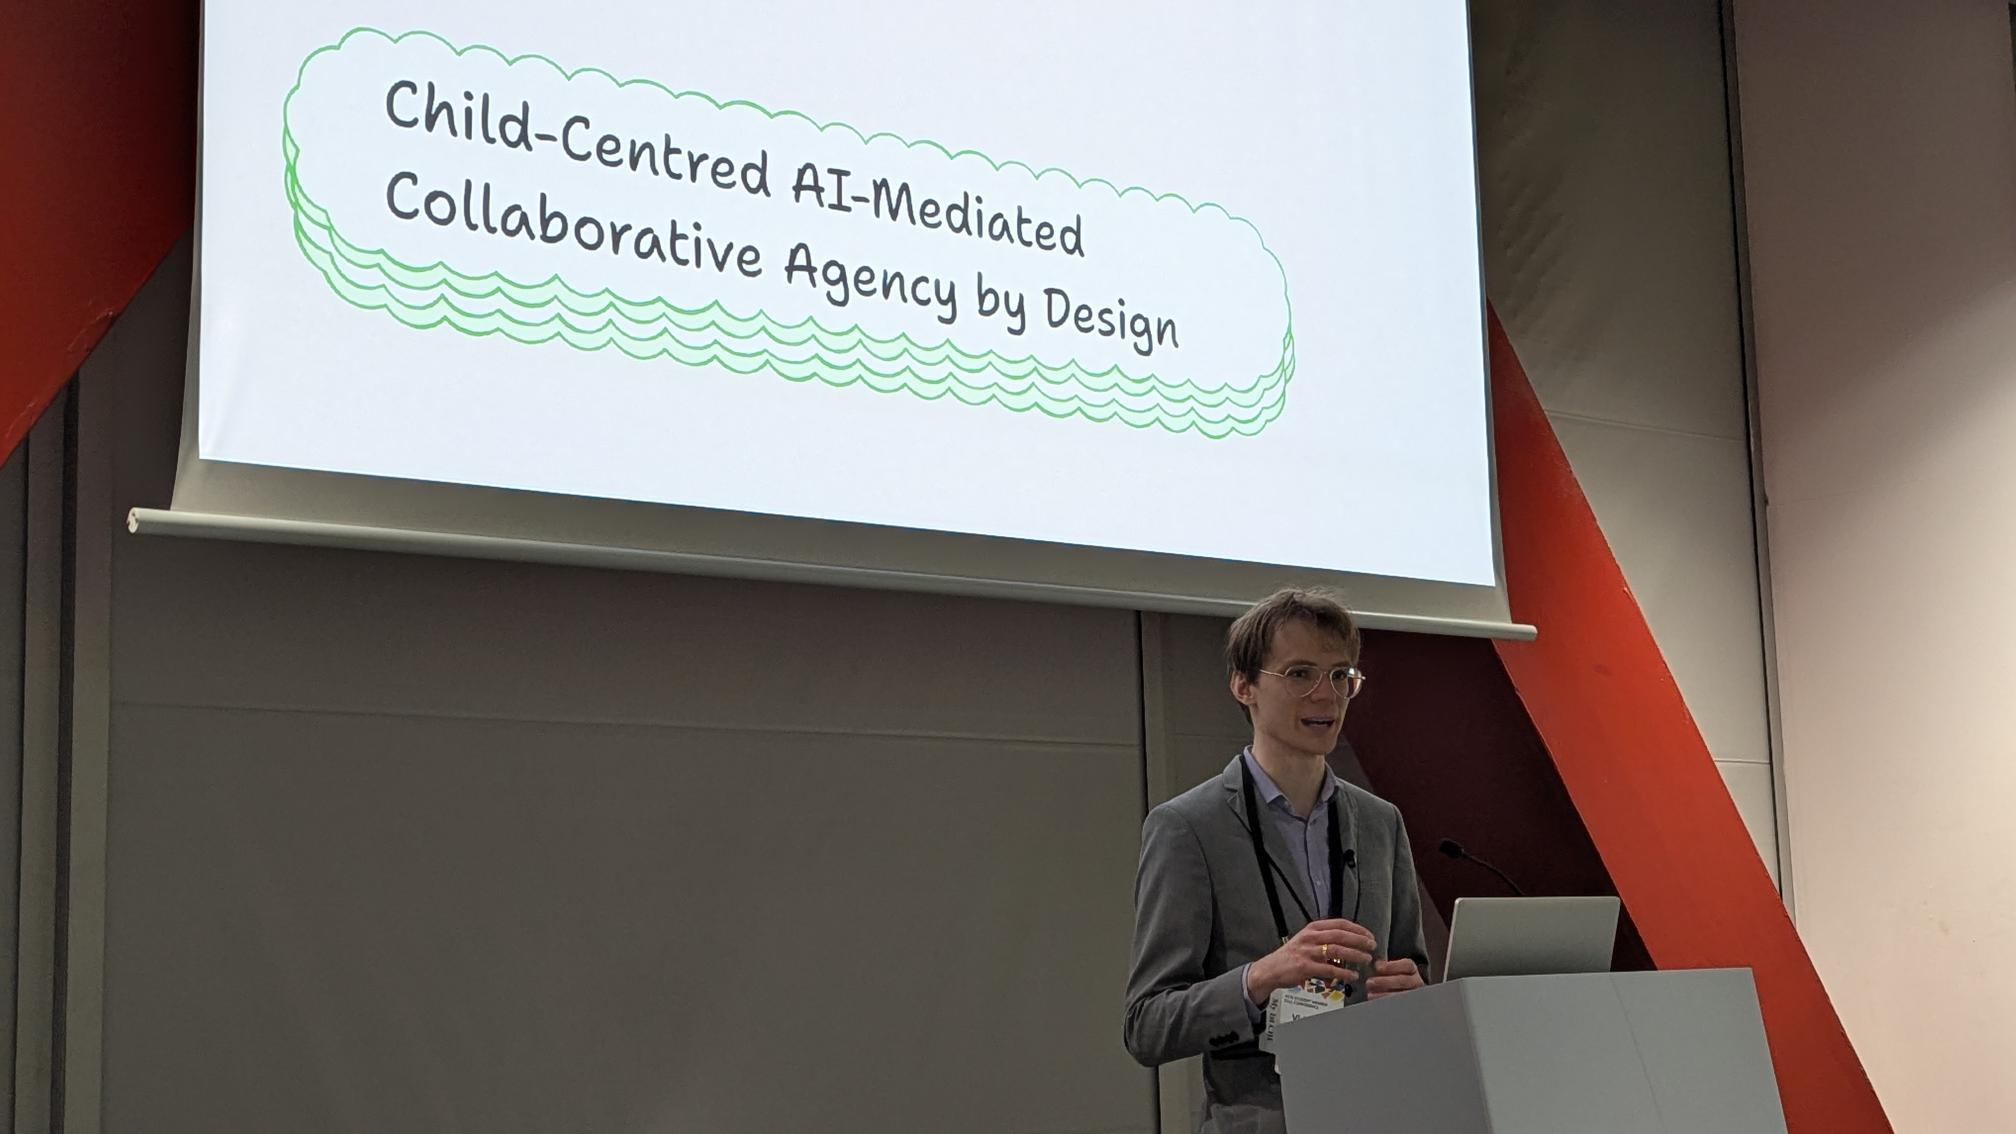 Child-Centred AI-Mediated
Collaborative Agency by Design